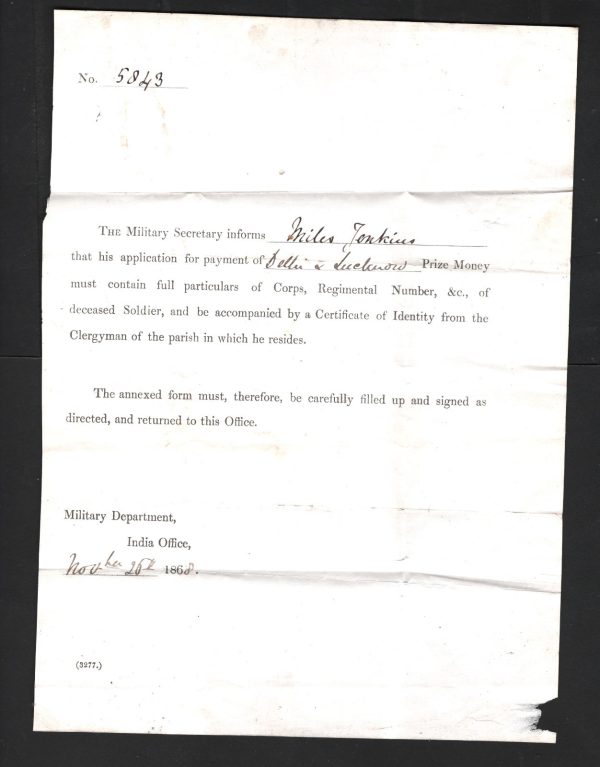 No. 5843
THE Military Secretary informs Miles Jenkins
that his application for payment of Delhi & Lucknow Prize Money
must contain full particulars of Corps, Regimental Number, &c., of
deceased Soldier, and be accompanied by a Certificate of Identity from the
Clergyman of the parish in which he resides.
The annexed form must, therefore, be carefully filled up and signed as
directed, and returned to this Office.
Military Department,
India Office,
Novber 26th 1868.
(3277.)